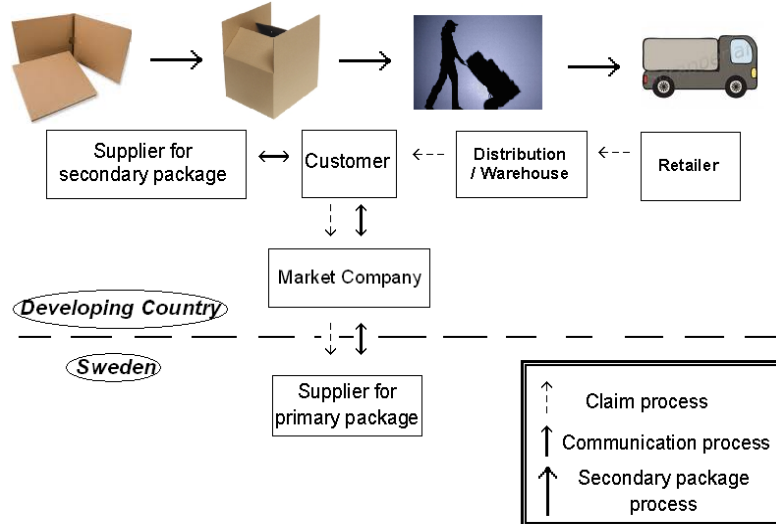 Supplier for
secondary package
Customer
Distribution
/ Warehouse
Retailer
Market Company
Developing Country
Sweden
Supplier for
primary package
Claim process
Communication process
Secondary package
process